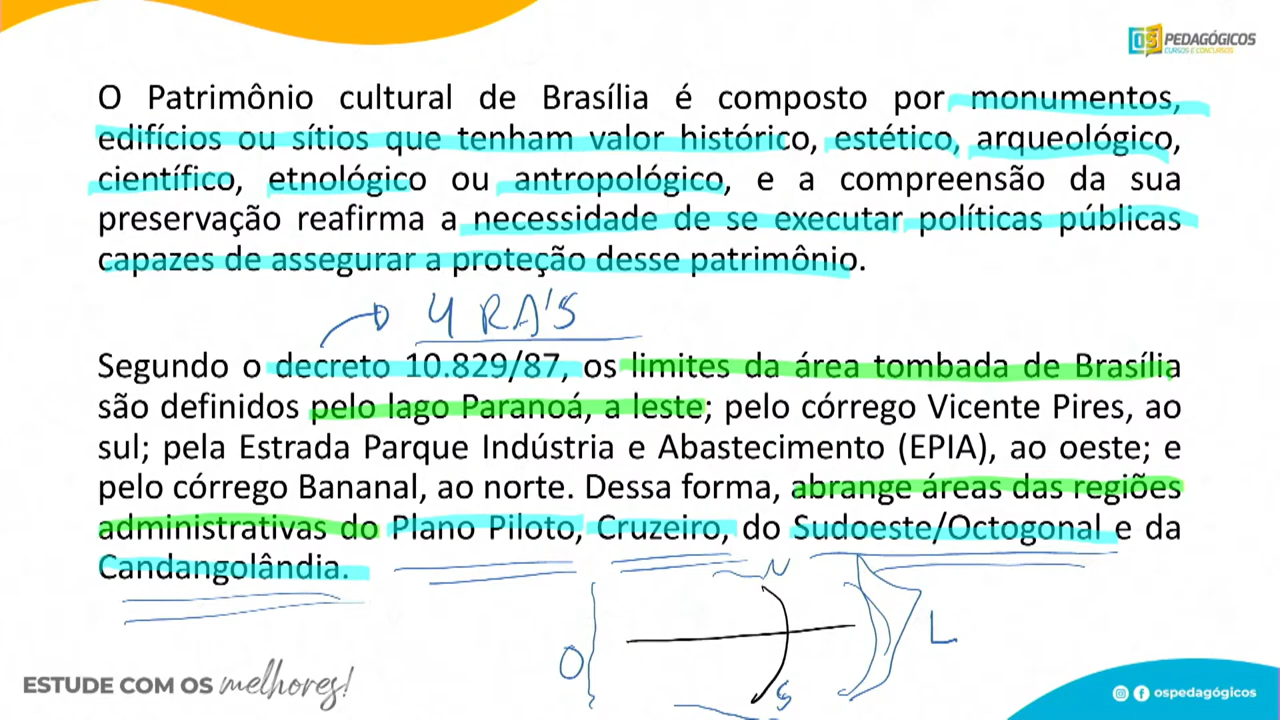 OS PEDAGÓGICOS
CURSOS E CONCURSOS
O Patrimônio cultural de Brasília é composto por monumentos,
edifícios ou sítios que tenham valor histórico, estético, arqueológico,
científico, etnológico ou antropológico, e a compreensão da sua
preservação reafirma a necessidade de se executar políticas públicas
capazes de assegurar a proteção desse patrimônio.
4 RA'S
Segundo o decreto 10.829/87, os limites da área tombada de Brasília
são definidos pelo lago Paranoá, a leste; pelo córrego Vicente Pires, ao
sul; pela Estrada Parque Indústria e Abastecimento (EPIA), ao oeste; e
pelo córrego Bananal, ao norte. Dessa forma, abrange áreas das regiões
administrativas do Plano Piloto, Cruzeiro, do Sudoeste/Octogonal e da
Candangolândia.
N
L
O
S
ESTUDE COM OS melhores!
ospedagógicos